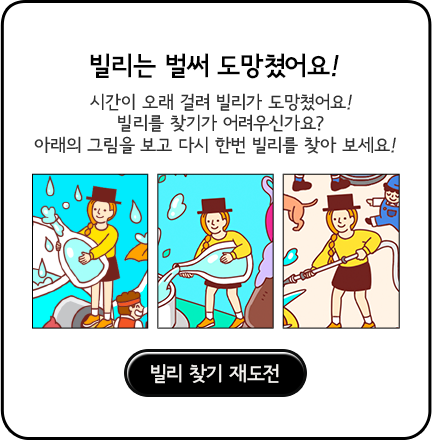 빌리는 벌써 도망쳤어요!
시간이 오래 걸려 빌리가 도망쳤어요!
빌리를 찾기가 어려우신가요?
아래의 그림을 보고 다시 한번 빌리를 찾아 보세요!
빌리 찾기 재도전